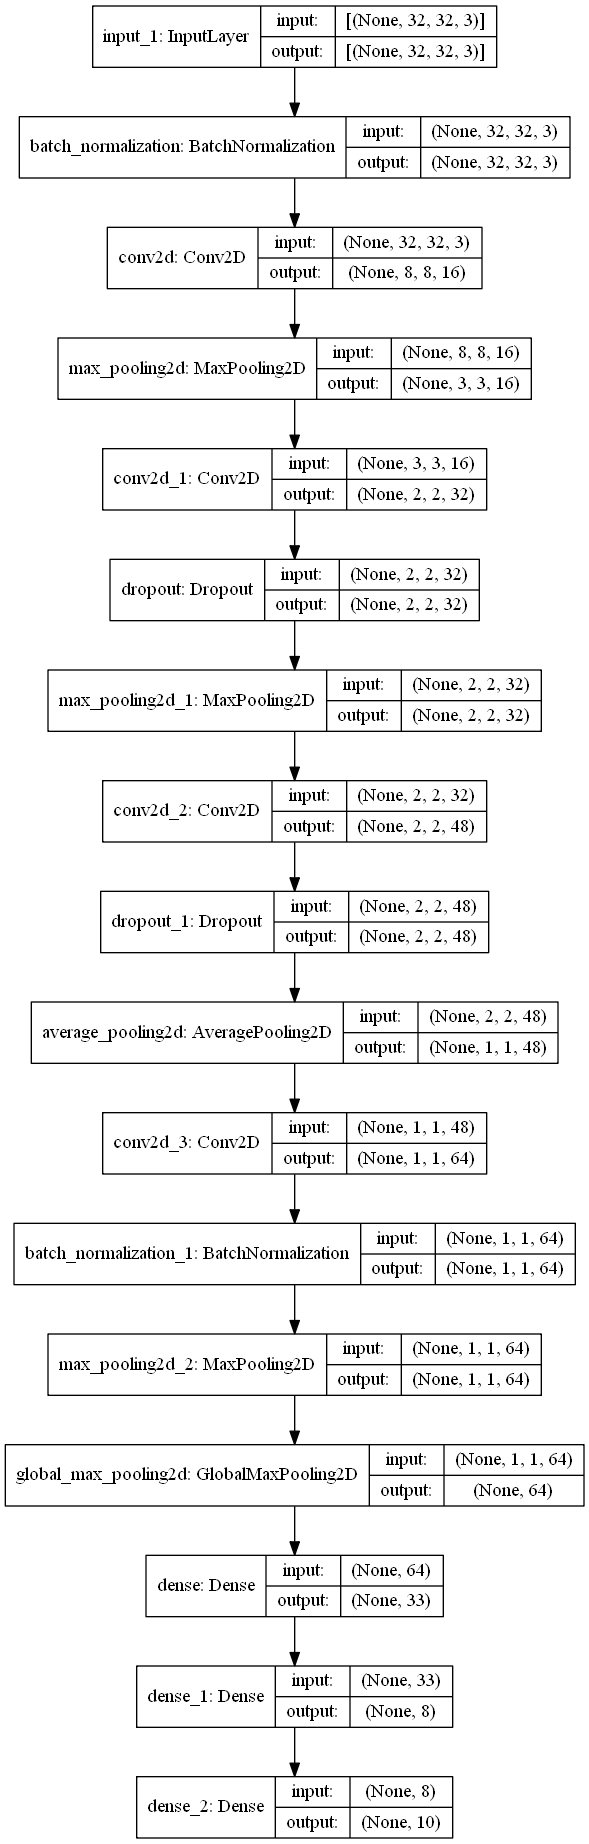 input_1: InputLayer
input: [(None, 32, 32, 3)]
output: [(None, 32, 32, 3)]
batch_normalization: BatchNormalization
input: (None, 32, 32, 3)
output: (None, 32, 32, 3)
conv2d: Conv2D
input: (None, 32, 32, 3)
output: (None, 8, 8, 16)
max_pooling2d: MaxPooling2D
input: (None, 8, 8, 16)
output: (None, 3, 3, 16)
conv2d_1: Conv2D
input: (None, 3, 3, 16)
output: (None, 2, 2, 32)
dropout: Dropout
input: (None, 2, 2, 32)
output: (None, 2, 2, 32)
max_pooling2d_1: MaxPooling2D
input: (None, 2, 2, 32)
output: (None, 2, 2, 32)
conv2d_2: Conv2D
input: (None, 2, 2, 32)
output: (None, 2, 2, 48)
dropout_1: Dropout
input: (None, 2, 2, 48)
output: (None, 2, 2, 48)
average_pooling2d: AveragePooling2D
input: (None, 2, 2, 48)
output: (None, 1, 1, 48)
conv2d_3: Conv2D
input: (None, 1, 1, 48)
output: (None, 1, 1, 64)
batch_normalization_1: BatchNormalization
input: (None, 1, 1, 64)
output: (None, 1, 1, 64)
max_pooling2d_2: MaxPooling2D
input: (None, 1, 1, 64)
output: (None, 1, 1, 64)
global_max_pooling2d: GlobalMaxPooling2D
input: (None, 1, 1, 64)
output: (None, 64)
dense: Dense
input: (None, 64)
output: (None, 33)
dense_1: Dense
input: (None, 33)
output: (None, 8)
dense_2: Dense
input: (None, 8)
output: (None, 10)